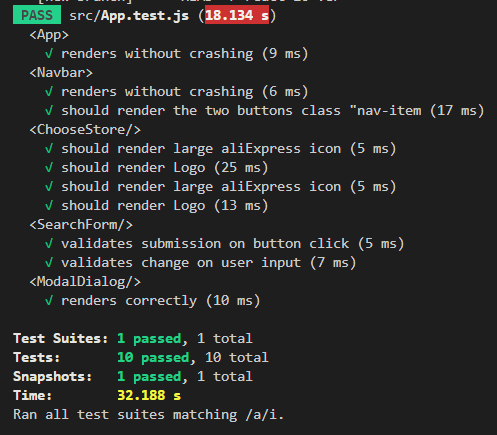 PASS src/App.test.js (18.134 s)
<App>
√ renders without crashing (9 ms)
<Navbar>
√ renders without crashing (6 ms)
√ should render the two buttons class "nav-item (17 ms)
<ChooseStore/>
√ should render large aliExpress icon (5 ms)
√ should render Logo (25 ms)
√ should render large aliExpress icon (5 ms)
√ should render Logo (13 ms)
<SearchForm/>
√ validates submission on button click (5 ms)
√ validates change on user input (7 ms)
<ModalDialog/>
√ renders correctly (10 ms)
Test Suites: 1 passed, 1 total
Tests: 10 passed, 10 total
Snapshots: 1 passed, 1 total
Time: 32.188 s
Ran all test suites matching /a/i.